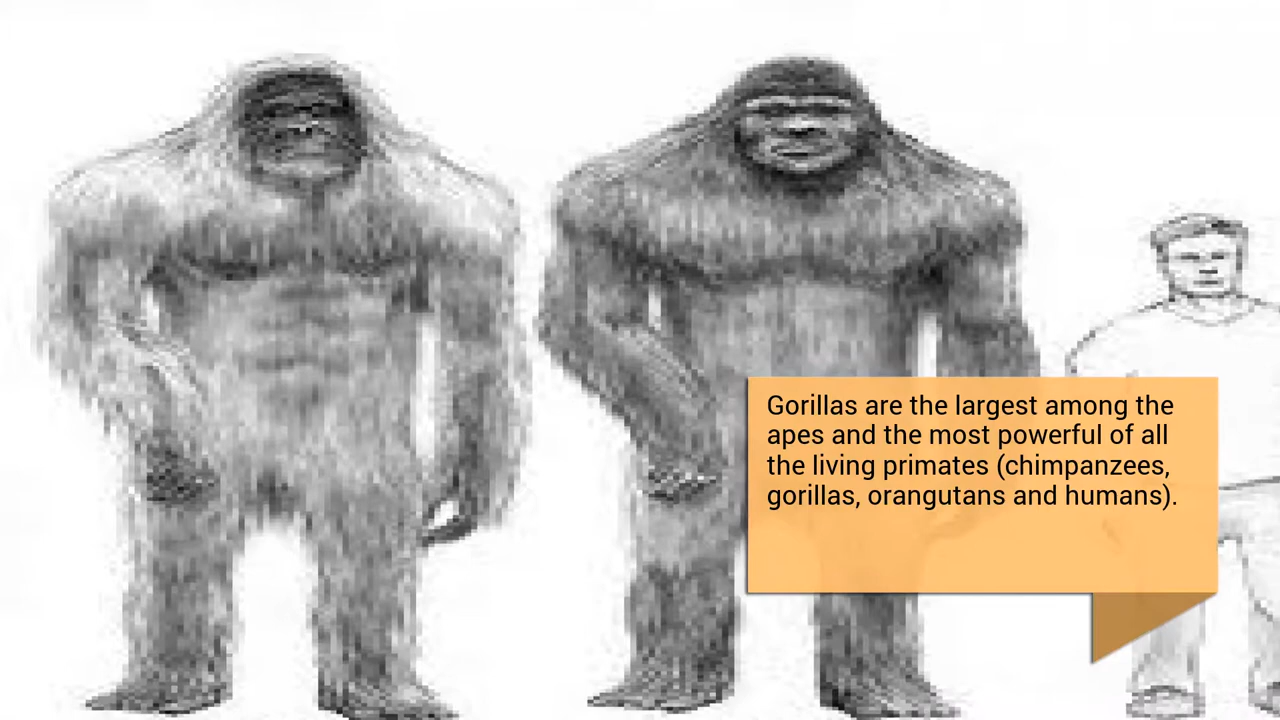 Gorillas are the largest among the
apes and the most powerful of all
the living primates (chimpanzees,
gorillas, orangutans and humans).